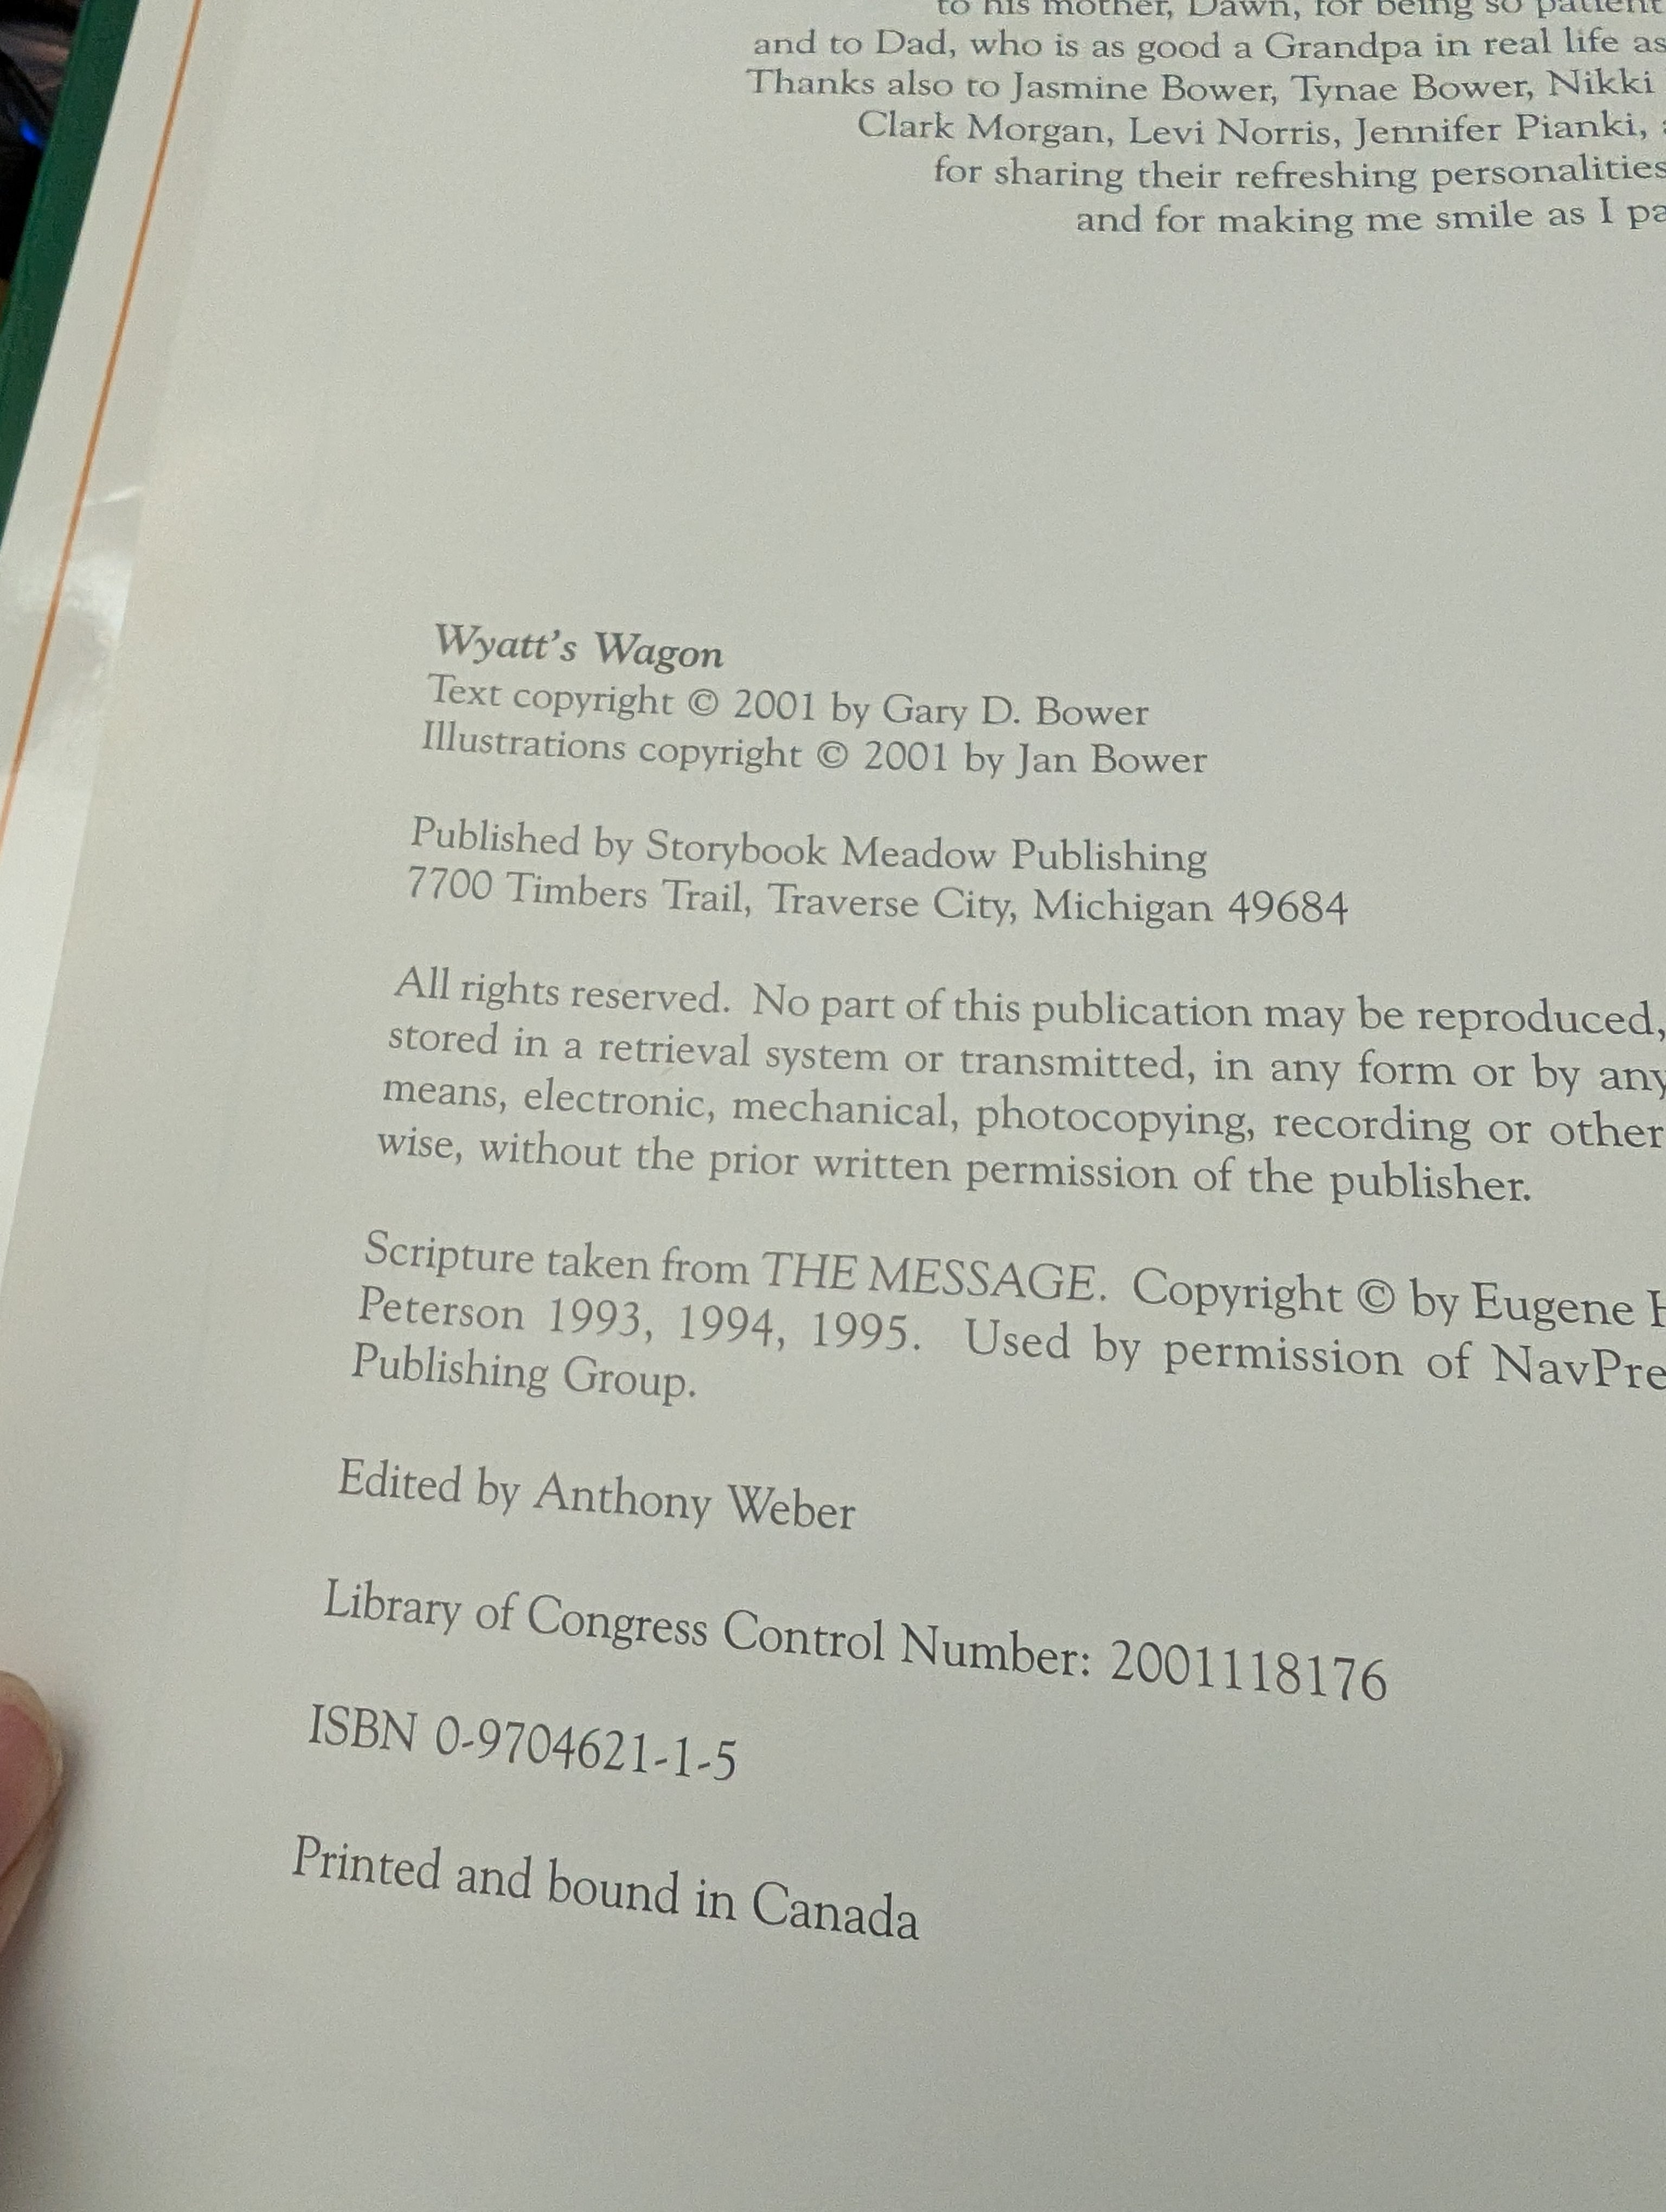 to his mother, Dawn, for being so patient
and to Dad, who is as good a Grandpa in real life as
Thanks also to Jasmine Bower, Tynae Bower, Nikki
Clark Morgan, Levi Norris, Jennifer Pianki,
for sharing their refreshing personalities
and for making me smile as I pa
Wyatt's Wagon
Text copyright © 2001 by Gary D. Bower
Illustrations copyright © 2001 by Jan Bower
Published by Storybook Meadow Publishing
7700 Timbers Trail, Traverse City, Michigan 49684
All rights reserved. No part of this publication may be reproduced,
stored in a retrieval system or transmitted, in any form or by any
means, electronic, mechanical, photocopying, recording or other
wise, without the prior written permission of the publisher.
Scripture taken from THE MESSAGE. Copyright © by Eugene H
Peterson 1993, 1994, 1995. Used by permission of NavPre
Publishing Group.
Edited by Anthony Weber
Library of Congress Control Number: 2001118176
ISBN 0-9704621-1-5
Printed and bound in Canada